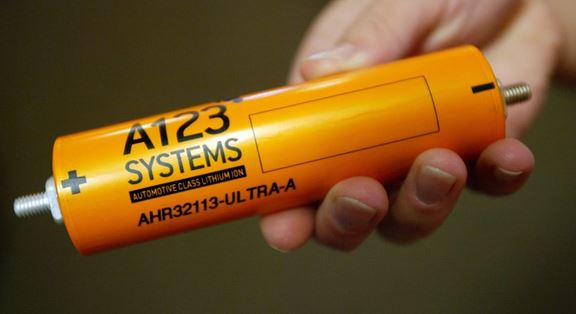 A123
SYSTEMS
AUTOMOTIVE CLASS LITHIUM ION
AHR32113-ULTRA-A
+
-